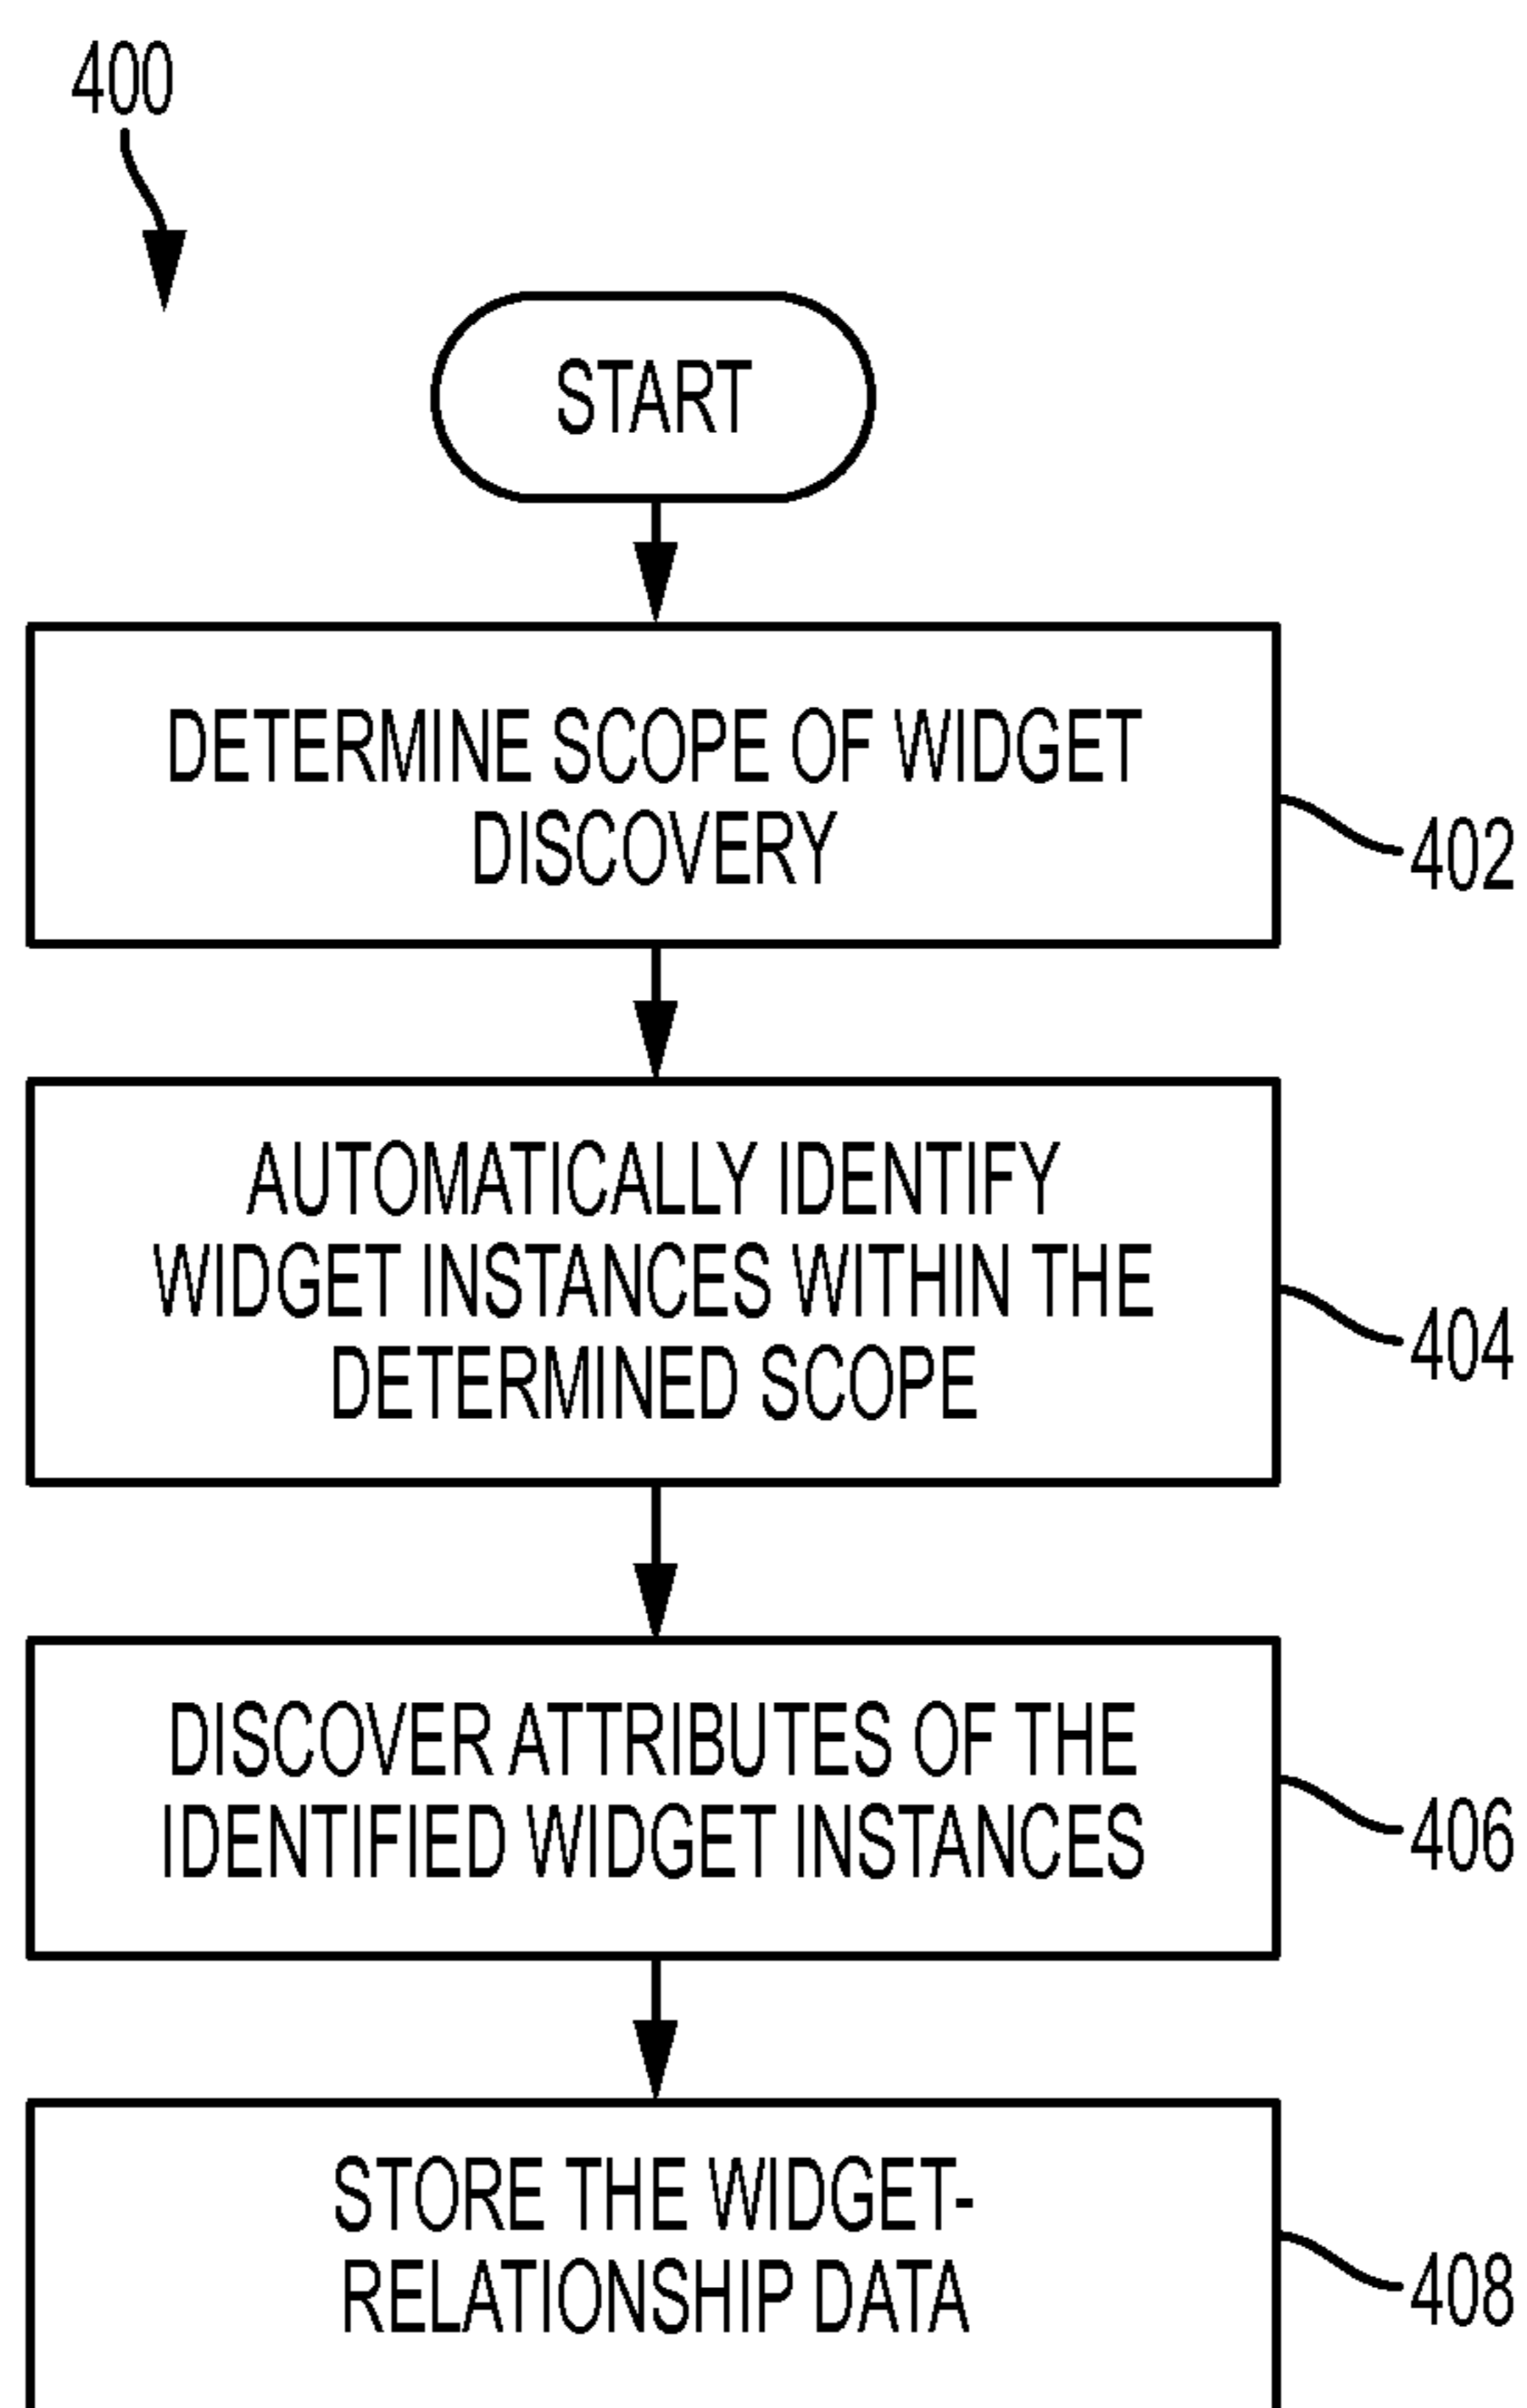 400
START
DETERMINE SCOPE OF WIDGET
DISCOVERY
402
AUTOMATICALLY IDENTIFY
WIDGET INSTANCES WITHIN THE
DETERMINED SCOPE
404
DISCOVER ATTRIBUTES OF THE
IDENTIFIED WIDGET INSTANCES
406
STORE THE WIDGET-
RELATIONSHIP DATA
408